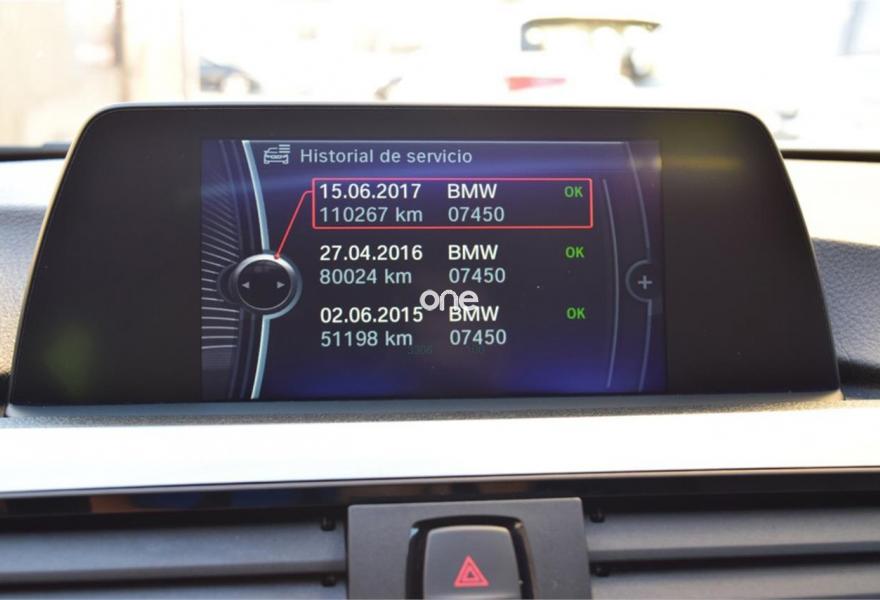 Historial de servicio
15.06.2017 BMW OK
110267 km 07450
27.04.2016 BMW OK
80024 km 07450
one
02.06.2015 BMW OK
51198 km 07450